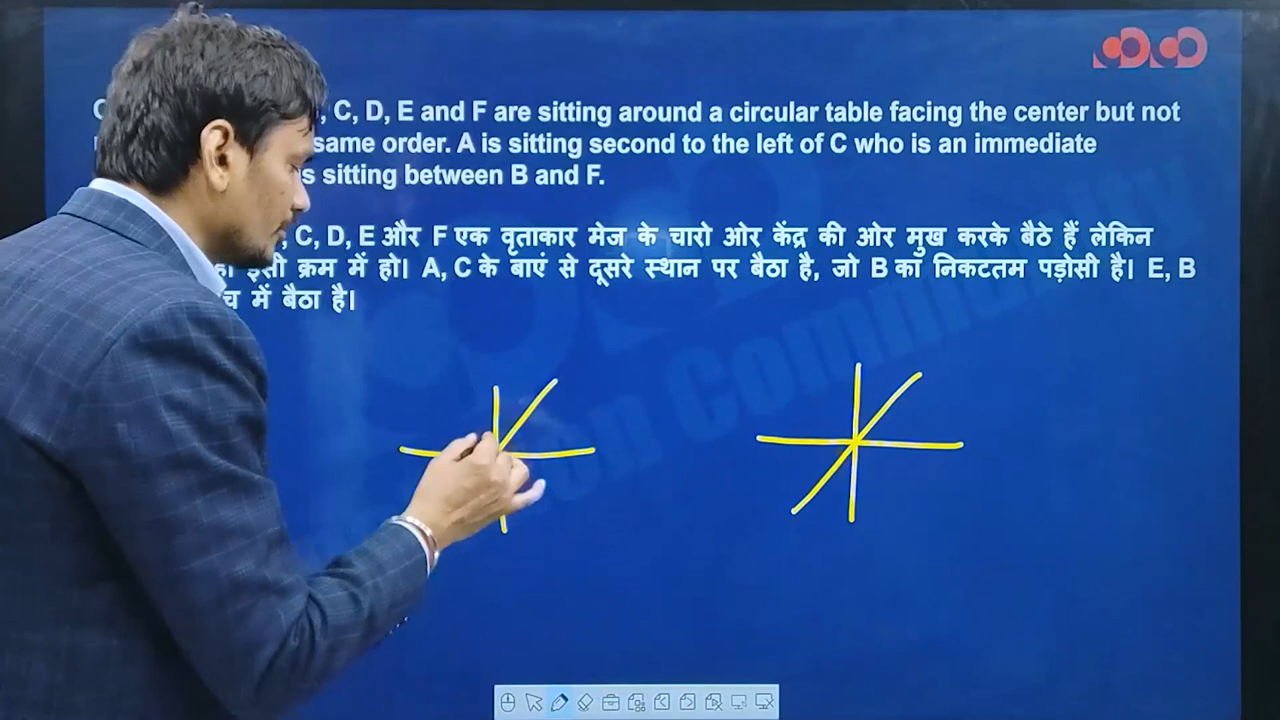 C, D, E and F are sitting around a circular table facing the center but not
same order. A is sitting second to the left of C who is an immediate
sitting between B and F.
C, D, E और F एक वृताकार मेज के चारो ओर केंद्र की ओर मुख करके बैठे हैं लेकिन
इसी क्रम में हो। A, C के बाएं से दूसरे स्थान पर बैठा है, जो B का निकटतम पड़ोसी है। E, B
में बैठा है।